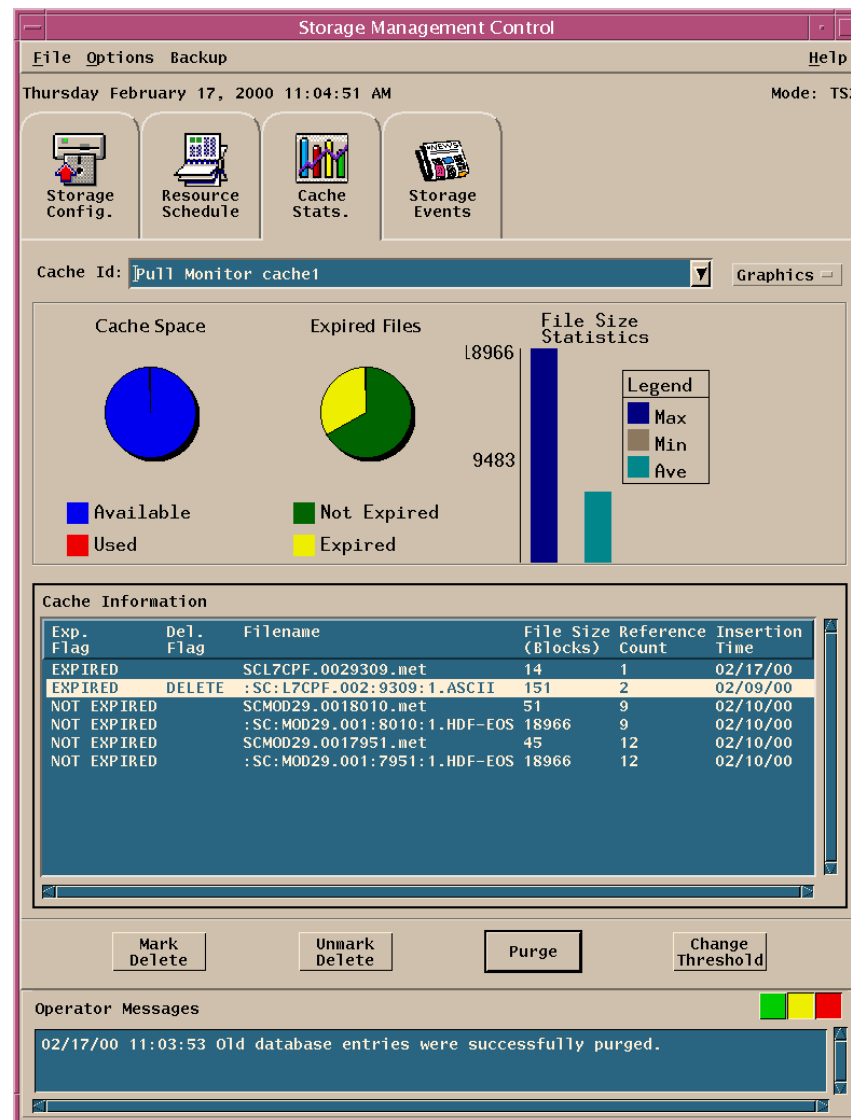 Storage Management Control
File Options Backup Help
Thursday February 17, 2000 11:04:51 AM Mode: TS
Storage Config.
Resource Schedule
Cache Stats.
Storage Events
Cache Id: Pull Monitor cache1 Graphics
Cache Space
Available
Used
Expired Files
Not Expired
Expired
File Size
Statistics
18966
9483
Legend
Max
Min
Ave
Cache Information
Exp. Flag Del. Flag Filename File Size (Blocks) Reference Count Insertion Time
EXPIRED SCL7CPF.0029309.met 14 1 02/17/00
EXPIRED DELETE :SC:L7CPF.002:9309:1.ASCII 151 2 02/09/00
NOT EXPIRED SCMOD29.0018010.met 51 9 02/10/00
NOT EXPIRED :SC:MOD29.001:8010:1.HDF-EOS 18966 9 02/10/00
NOT EXPIRED SCMOD29.0017951.met 45 12 02/10/00
NOT EXPIRED :SC:MOD29.001:7951:1.HDF-EOS 18966 12 02/10/00
Mark Delete
Unmark Delete
Purge
Change Threshold
Operator Messages
02/17/00 11:03:53 Old database entries were successfully purged.